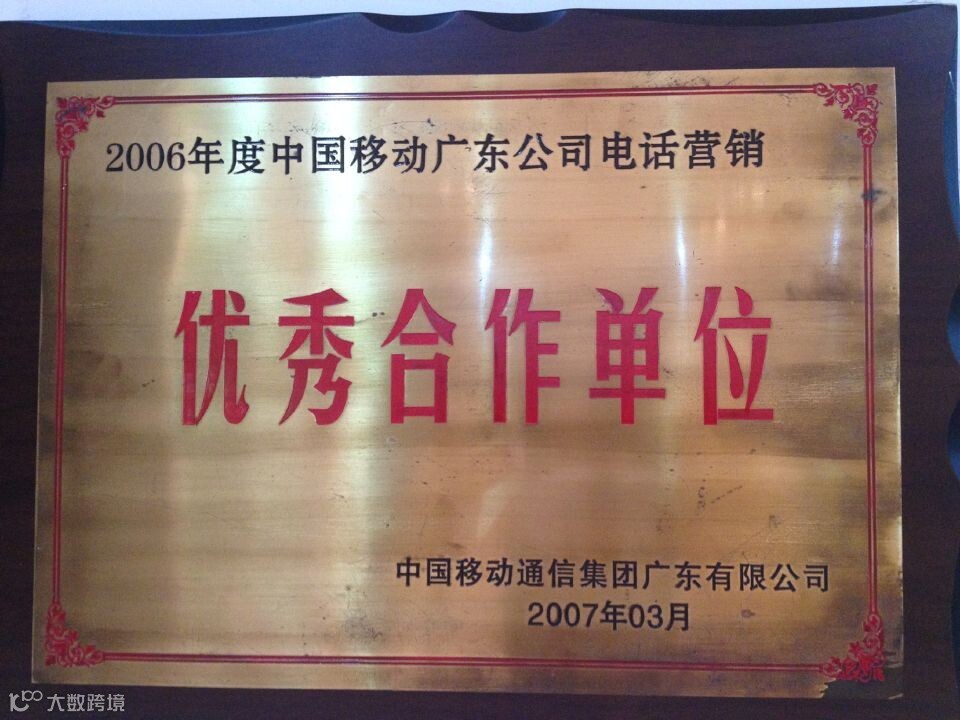 2006年度中国移动广东公司电话营销
优秀合作单位
中国移动通信集团广东有限公司
2007年03月
大数跨境